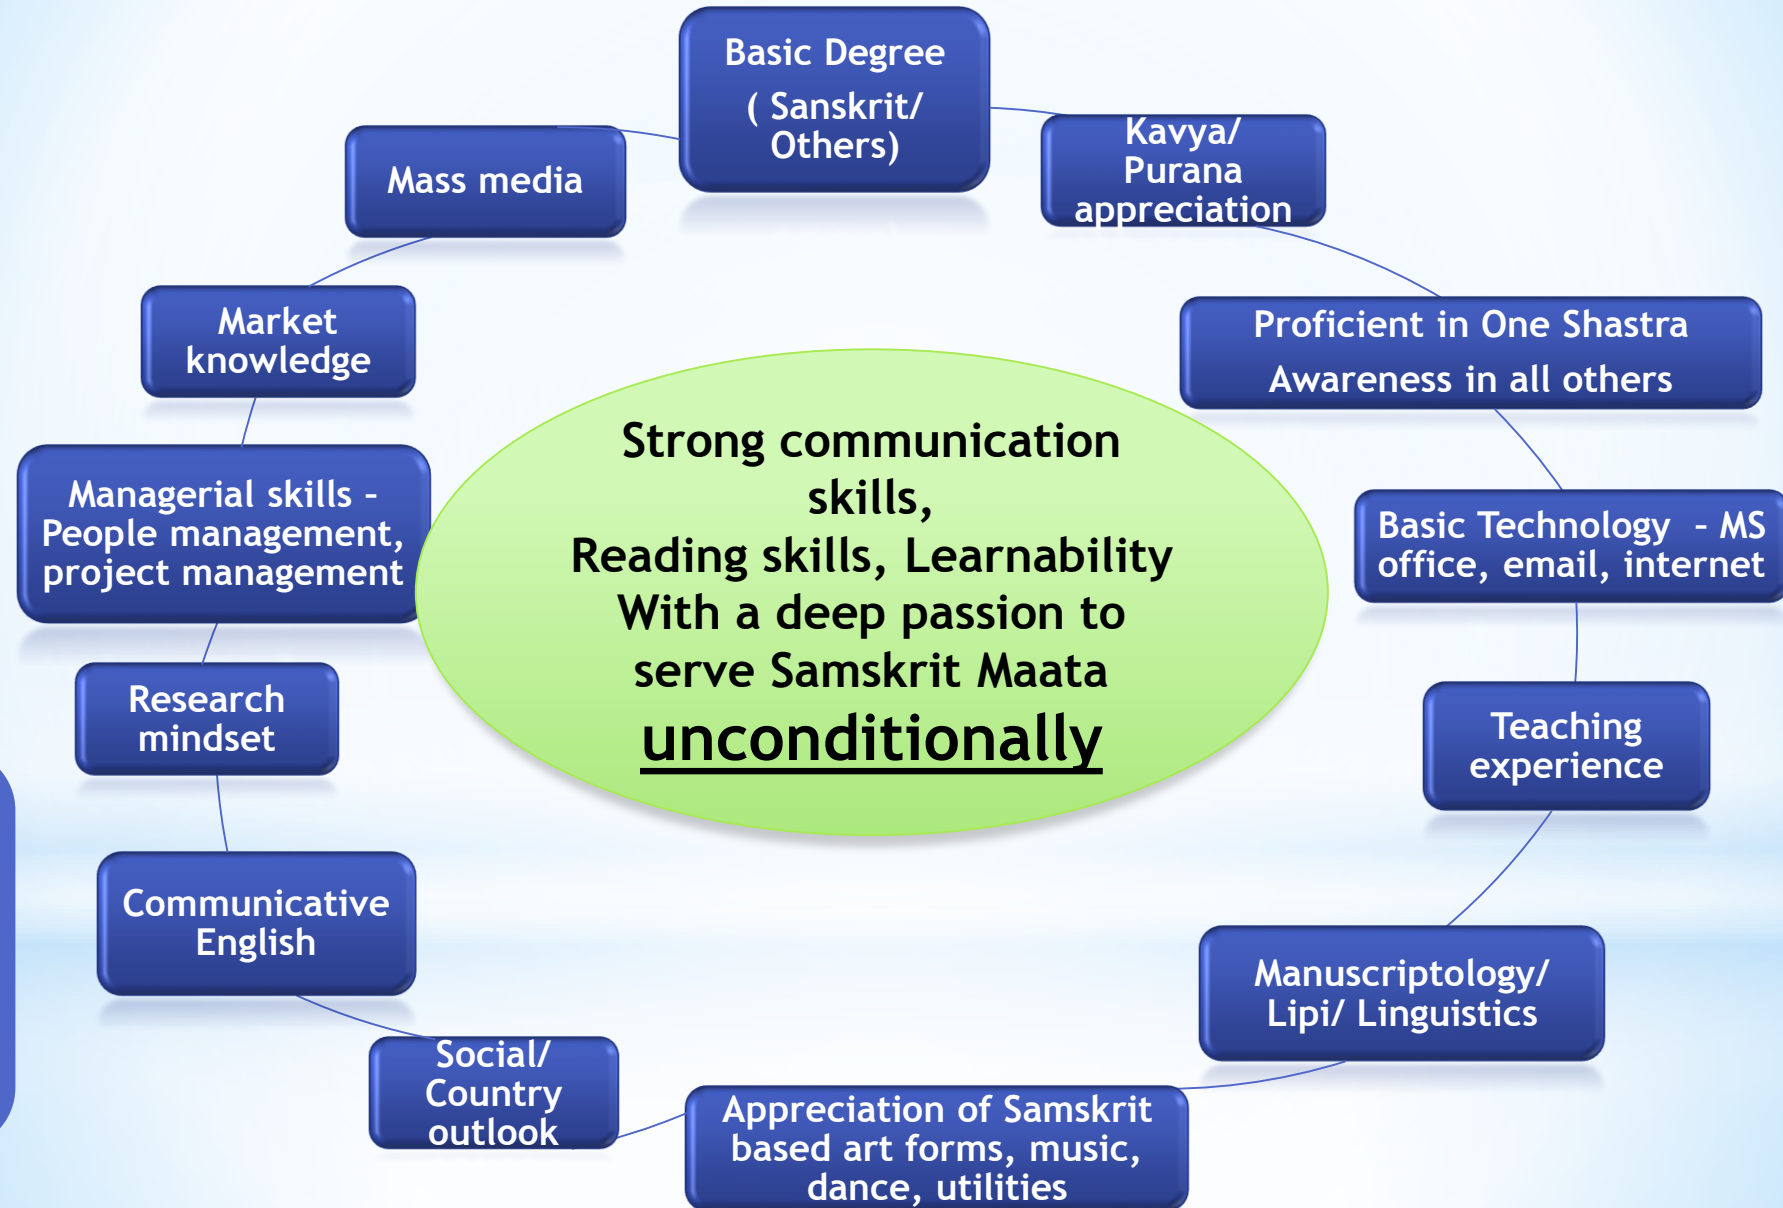 Basic Degree
( Sanskrit/
Others)
Kavya/
Purana
appreciation
Proficient in One Shastra
Awareness in all others
Basic Technology – MS
office, email, internet
Teaching
experience
Manuscriptology/
Lipi/ Linguistics
Appreciation of Samskrit
based art forms, music,
dance, utilities
Social/
Country
outlook
Communicative
English
Research
mindset
Managerial skills –
People management,
project management
Market
knowledge
Mass media
Strong communication
skills,
Reading skills, Learnability
With a deep passion to
serve Samskrit Maata
unconditionally